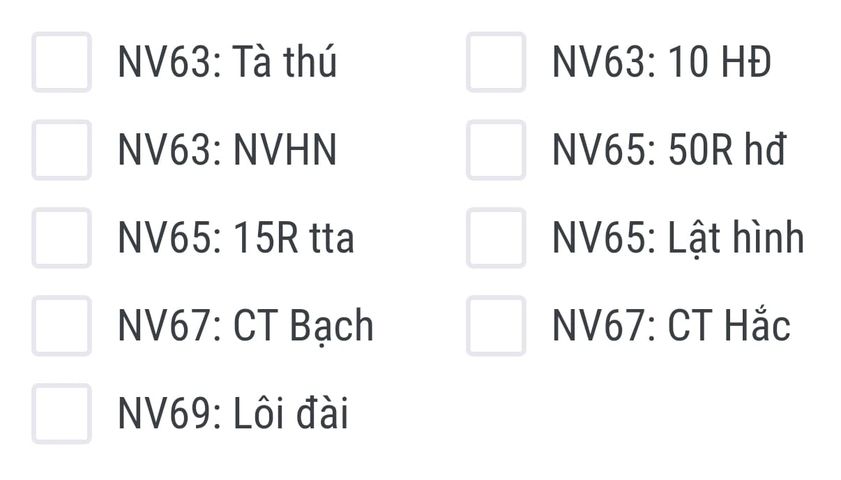 NV63: Tà thú
NV63: 10 HĐ
NV63: NVHN
NV65: 50R hđ
NV65: 15R tta
NV65: Lật hình
NV67: CT Bạch
NV67: CT Hắc
NV69: Lôi đài